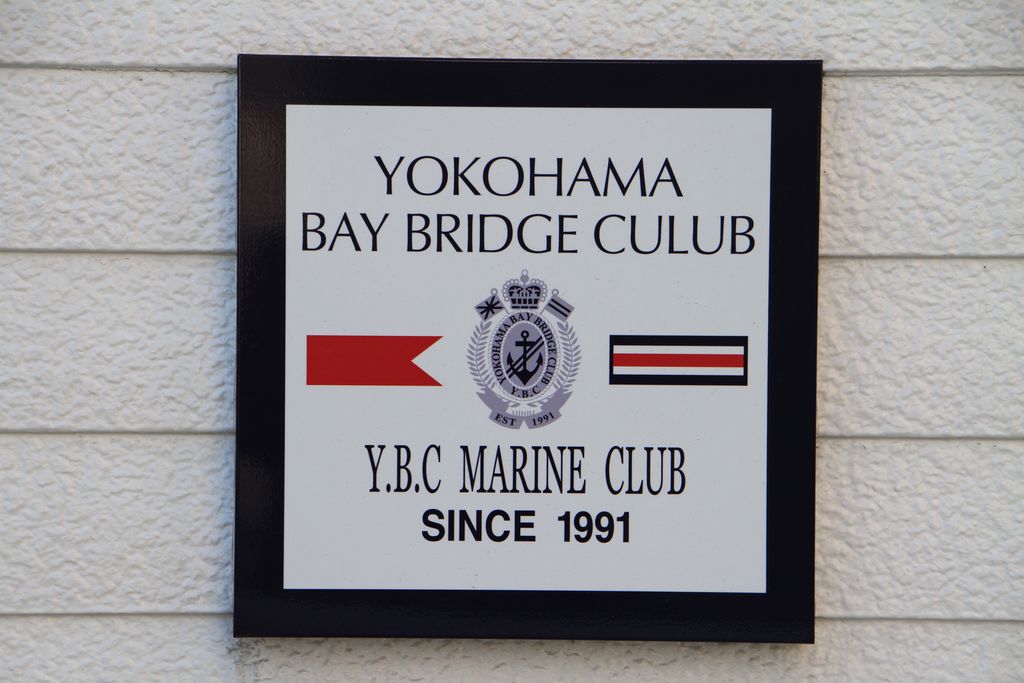 YOKOHAMA
BAY BRIDGE CULUB
YOKOHAMA BAY BRIDGE CLUB
Y.B.C
EST 1991
Y.B.C MARINE CLUB
SINCE 1991